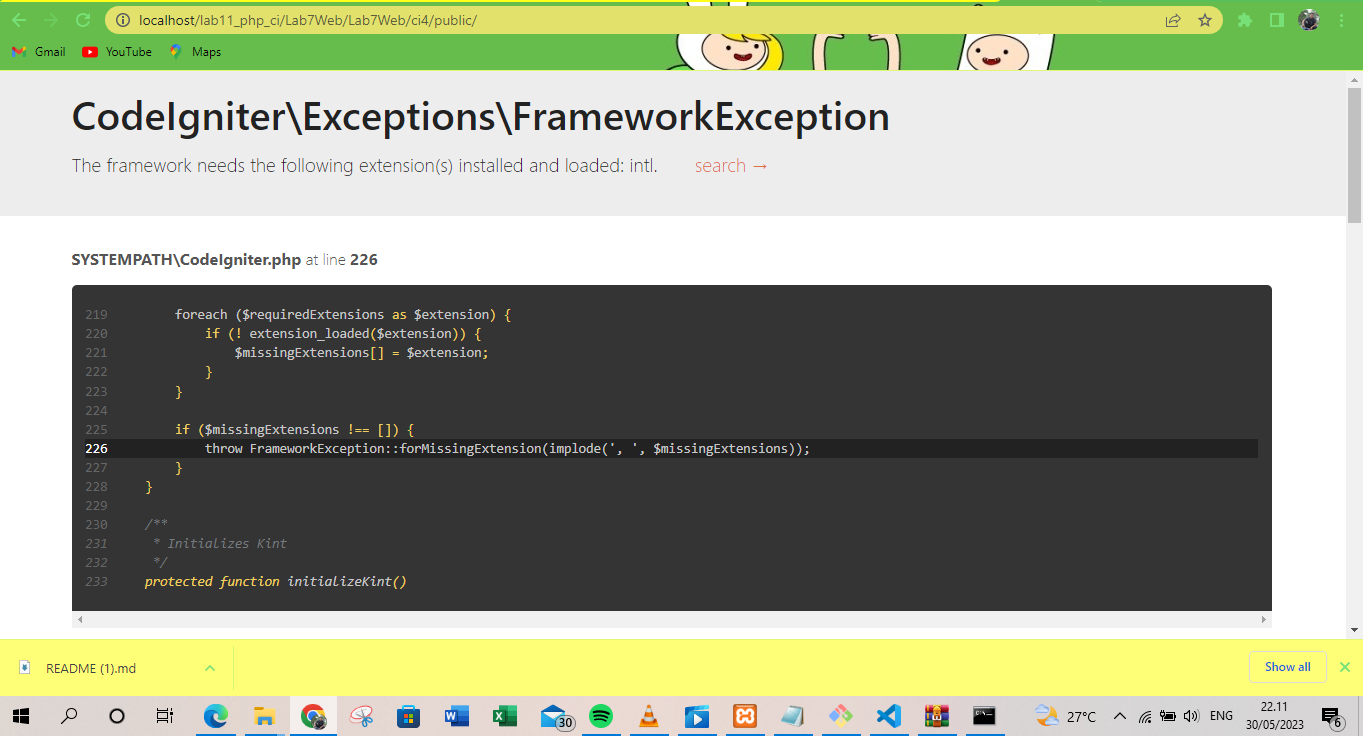 localhost/lab11_php_ci/Lab7Web/Lab7Web/ci4/public/
Gmail YouTube Maps
CodeIgniter\Exceptions\FrameworkException
The framework needs the following extension(s) installed and loaded: intl. search →
SYSTEMPATH\CodeIgniter.php at line 226
219 foreach ($requiredExtensions as $extension) {
220 if (! extension_loaded($extension)) {
221 $missingExtensions[] = $extension;
222 }
223 }
224
225 if ($missingExtensions !== []) {
226 throw FrameworkException::forMissingExtension(implode(', ', $missingExtensions));
227 }
228 }
229
230 /**
231 * Initializes Kint
232 */
233 protected function initializeKint()
README (1).md
Show all
30
27°C
ENG
22.11
30/05/2023
6